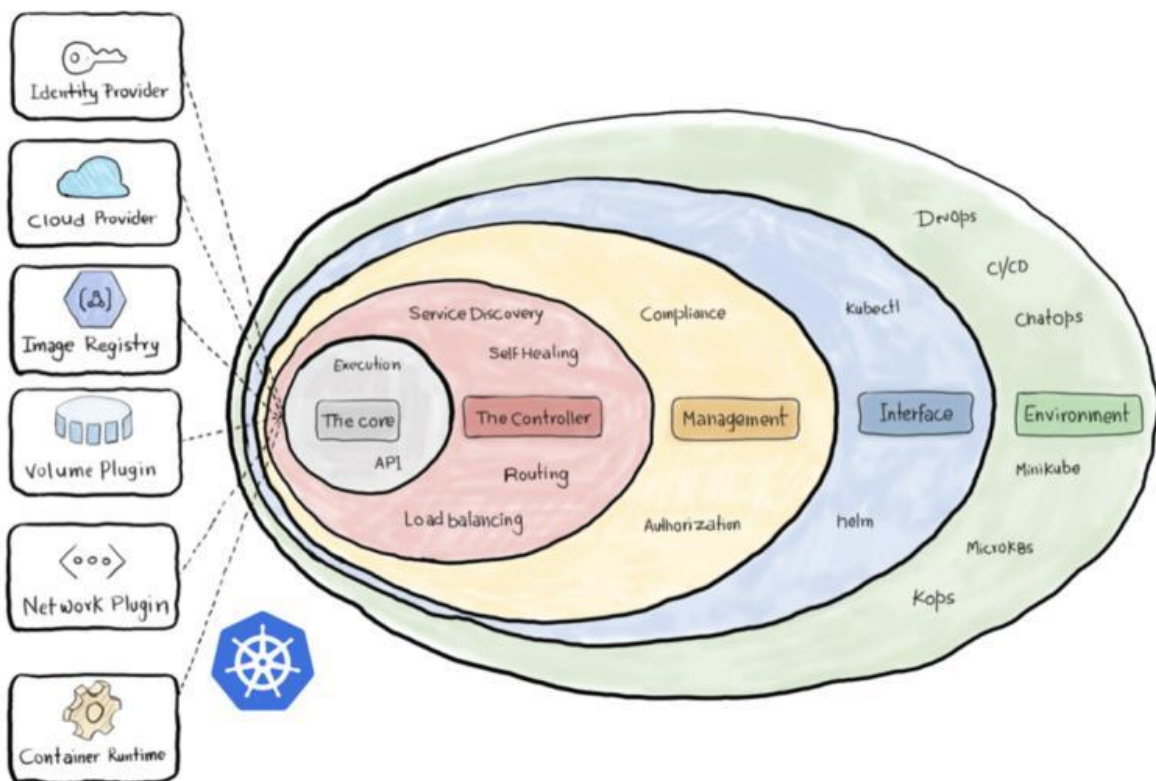 Identity Provider
Cloud Provider
Image Registry
Volume Plugin
Network Plugin
Container Runtime
Execution
The core
API
Service Discovery
Self Healing
The Controller
Routing
Load balancing
Compliance
Management
Authorization
Kubectl
Interface
helm
DevOps
CI/CD
Chatops
Environment
Minikube
Microk8s
Kops